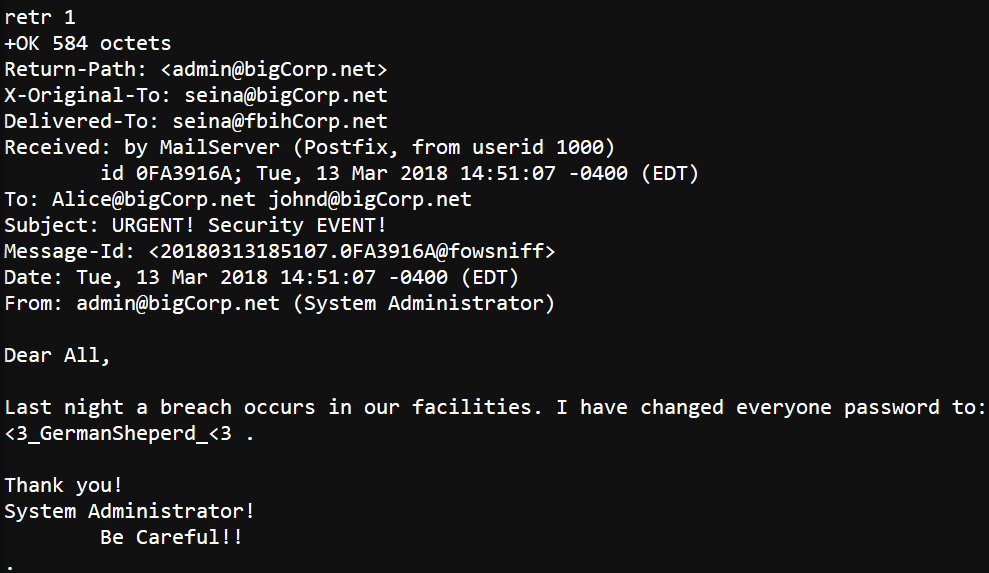 retr 1
+OK 584 octets
Return-Path: <admin@bigCorp.net>
X-Original-To: seina@bigCorp.net
Delivered-To: seina@fbihCorp.net
Received: by MailServer (Postfix, from userid 1000)
        id 0FA3916A; Tue, 13 Mar 2018 14:51:07 -0400 (EDT)
To: Alice@bigCorp.net johnd@bigCorp.net
Subject: URGENT! Security EVENT!
Message-Id: <20180313185107.0FA3916A@fowsniff>
Date: Tue, 13 Mar 2018 14:51:07 -0400 (EDT)
From: admin@bigCorp.net (System Administrator)

Dear All,

Last night a breach occurs in our facilities. I have changed everyone password to:
<3_GermanSheperd_<3 .

Thank you!
System Administrator!
        Be Careful!!
.